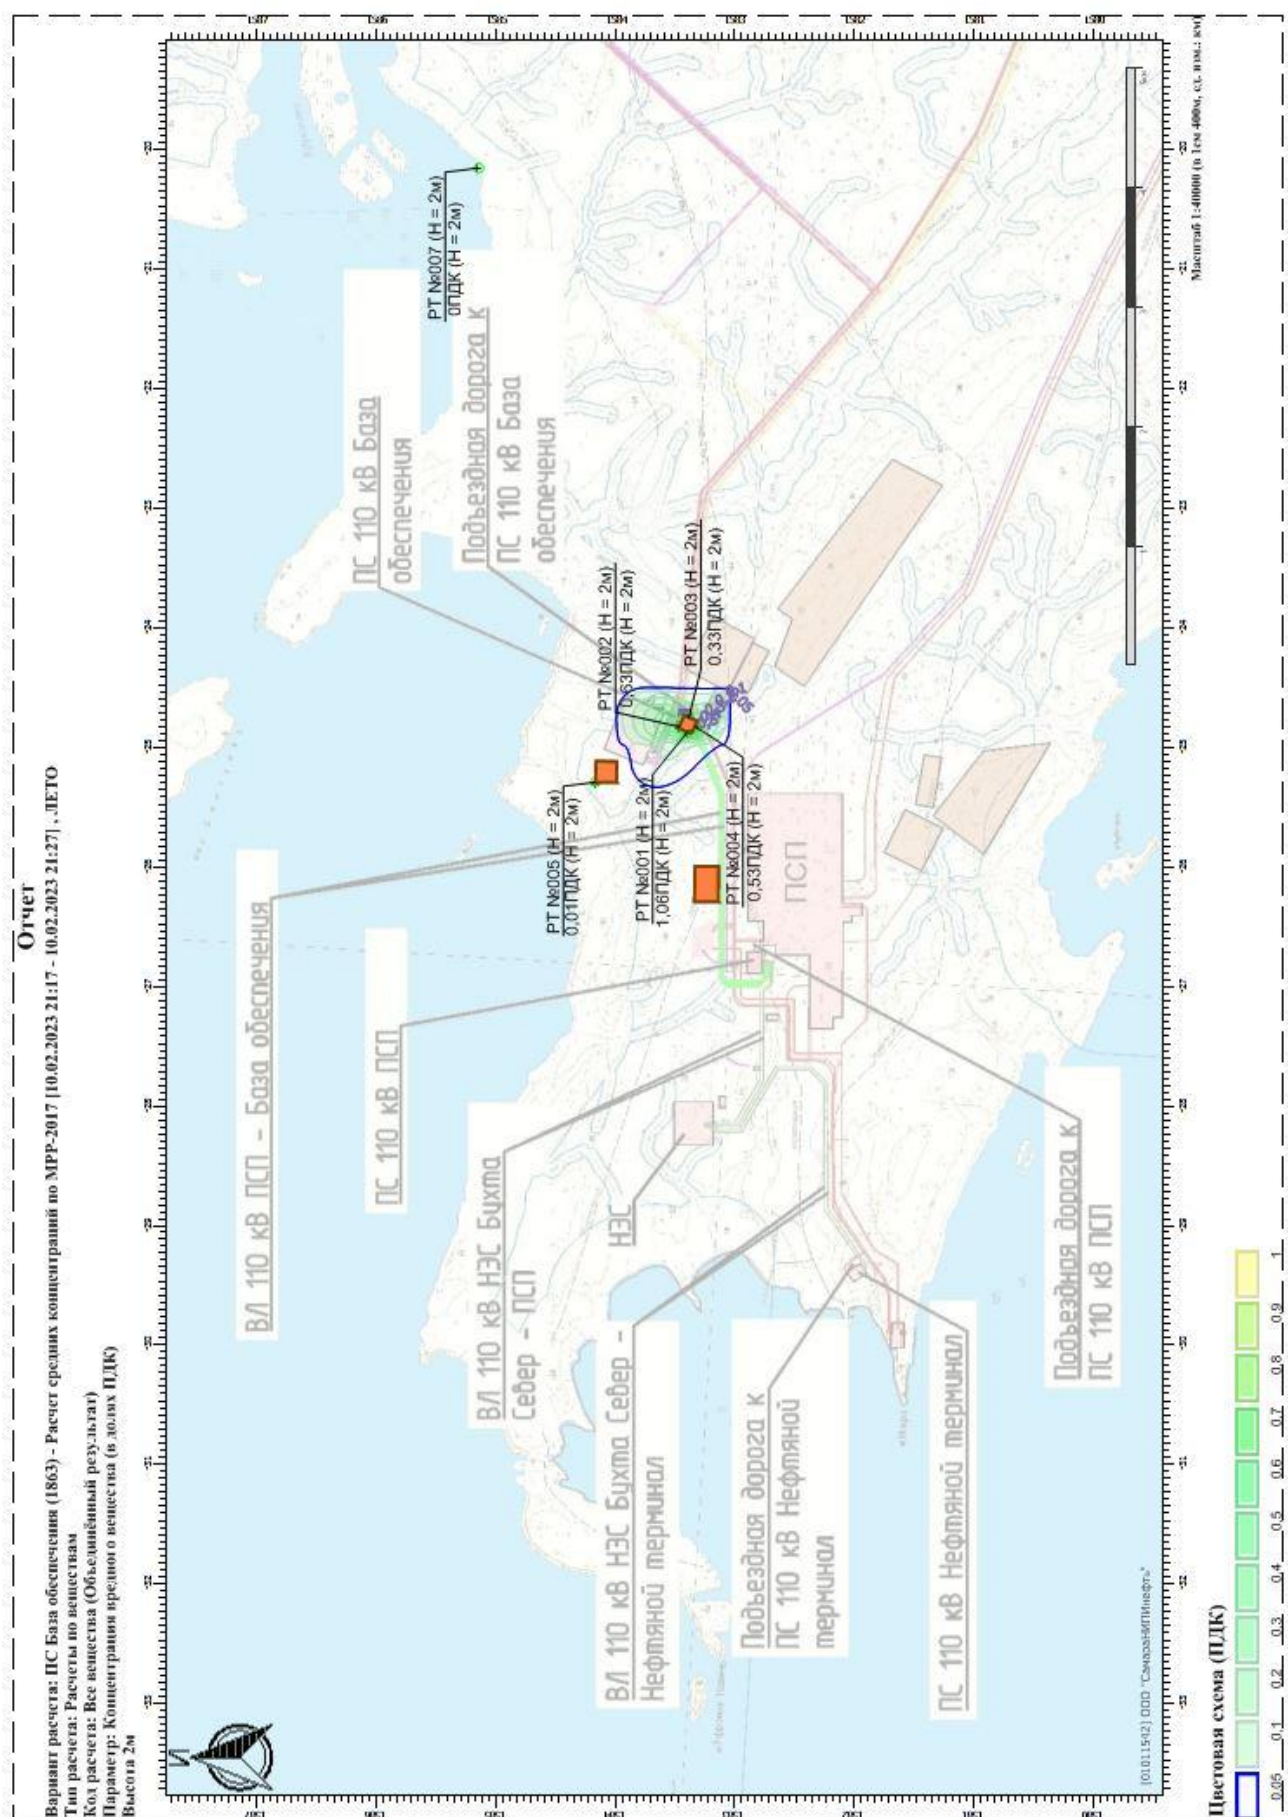 Отчет
Вариант расчета: ПС База обеспечения (1863) - Расчет средних концентраций по МРР-2017 [10.02.2023 21:17 - 10.02.2023 21:27] , ЛЕТО
Тип расчета: Расчеты по веществам
Код расчета: Все вещества (Объединённый результат)
Параметр: Концентрация вредного вещества (в долях ПДК)
Высота 2м
ВЛ 110 кВ ПСП - База обеспечения
ПС 110 кВ ПСП
ПС 110 кВ База
обеспечения
Подъездная дорога к
ПС 110 кВ База
обеспечения
РТ №007 (H = 2м)
0ПДК (H = 2м)
РТ №002 (H = 2м)
0,63ПДК (H = 2м)
РТ №003 (H = 2м)
0,33ПДК (H = 2м)
РТ №005 (H = 2м)
0,01ПДК (H = 2м)
РТ №001 (H = 2м)
1,06ПДК (H = 2м)
РТ №004 (H = 2м)
0,53ПДК (H = 2м)
ПСП
ВЛ 110 кВ НЭС Бухта
Север - ПСП
НЭС
ВЛ 110 кВ НЭС Бухта Север -
Нефтяной терминал
Подъездная дорога к
ПС 110 кВ Нефтяной
терминал
ПС 110 кВ Нефтяной терминал
Подъездная дорога к
ПС 110 кВ ПСП
(01011542) ООО "СамараНИПИнефть"
Масштаб 1:40000 (в 1см 400м, ед. изм.: км)
Цветовая схема (ПДК)
0,05 0,1 0,2 0,3 0,4 0,5 0,6 0,7 0,8 0,9 1